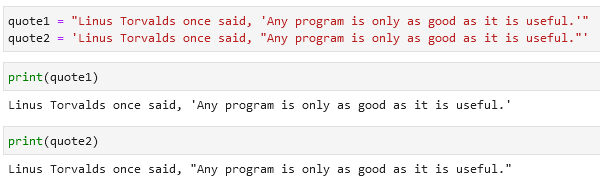 quote1 = "Linus Torvalds once said, 'Any program is only as good as it is useful.'"
quote2 = 'Linus Torvalds once said, "Any program is only as good as it is useful."'
print(quote1)
Linus Torvalds once said, 'Any program is only as good as it is useful.'
print(quote2)
Linus Torvalds once said, "Any program is only as good as it is useful."